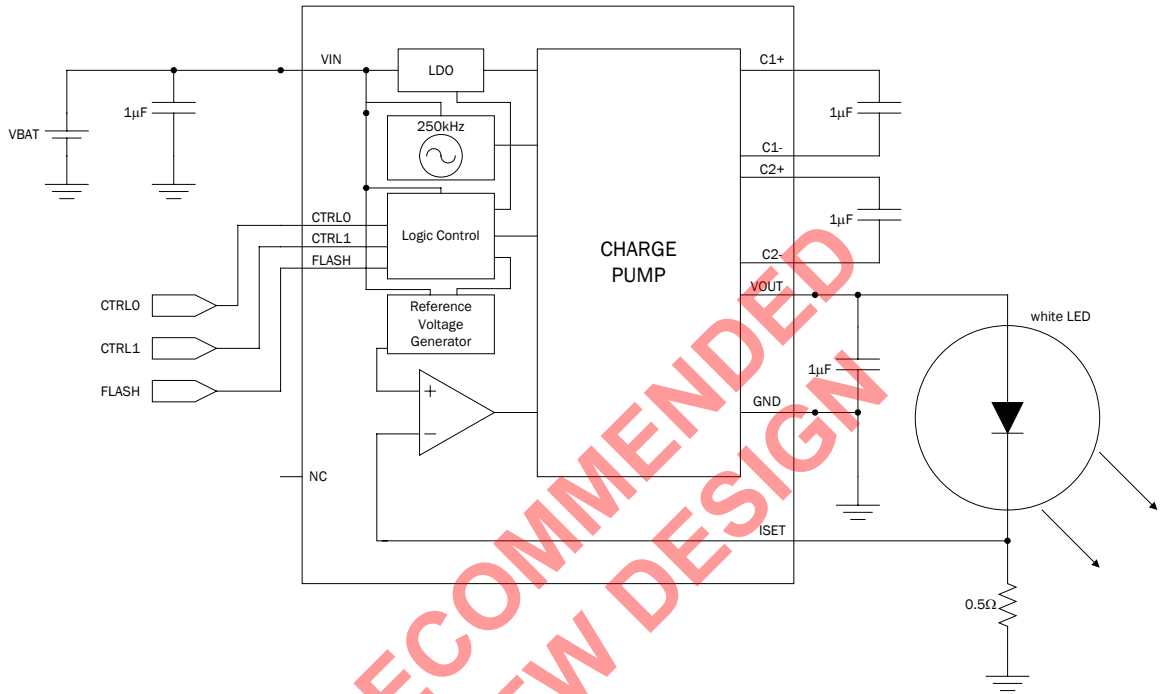 VIN
LDO
C1+
1µF
1µF
VBAT
250kHz
C1-
C2+
CTRL0
CTRL1
FLASH
Logic Control
1µF
CHARGE
PUMP
C2-
VOUT
CTRL0
CTRL1
FLASH
Reference
Voltage
Generator
white LED
1µF
+
−
GND
NC
ISET
0.5Ω
RECOMMENDED
EW DESIGN